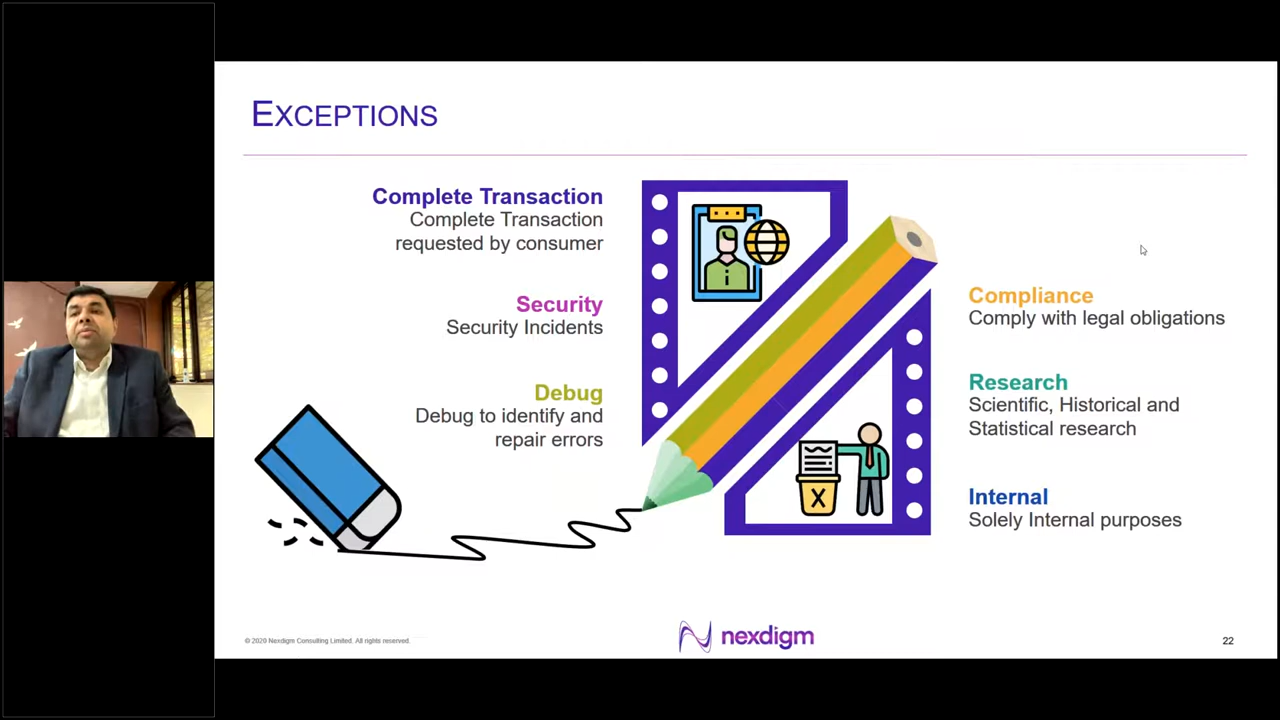 EXCEPTIONS
Complete Transaction
Complete Transaction
requested by consumer
Security
Security Incidents
Debug
Debug to identify and
repair errors
Compliance
Comply with legal obligations
Research
Scientific, Historical and
Statistical research
Internal
Solely Internal purposes
X
© 2020 Nexdigm Consulting Limited. All rights reserved.
nexdigm
22